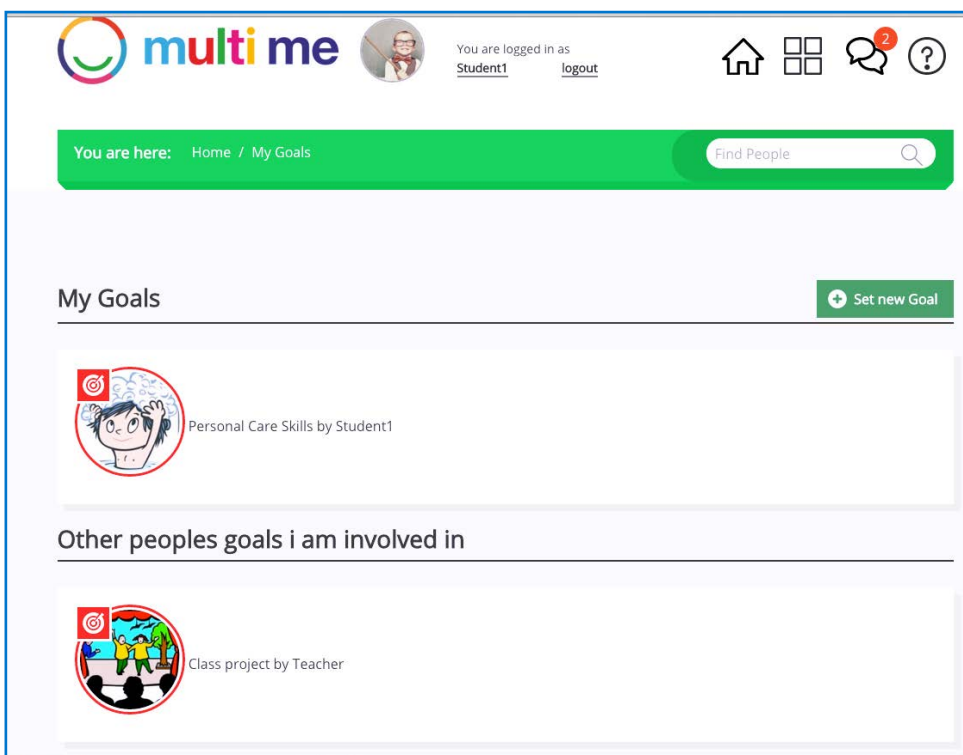 multi me
You are logged in as
Student1 logout
2
?
You are here: Home / My Goals
Find People
My Goals
Set new Goal
Personal Care Skills by Student1
Other peoples goals i am involved in
Class project by Teacher